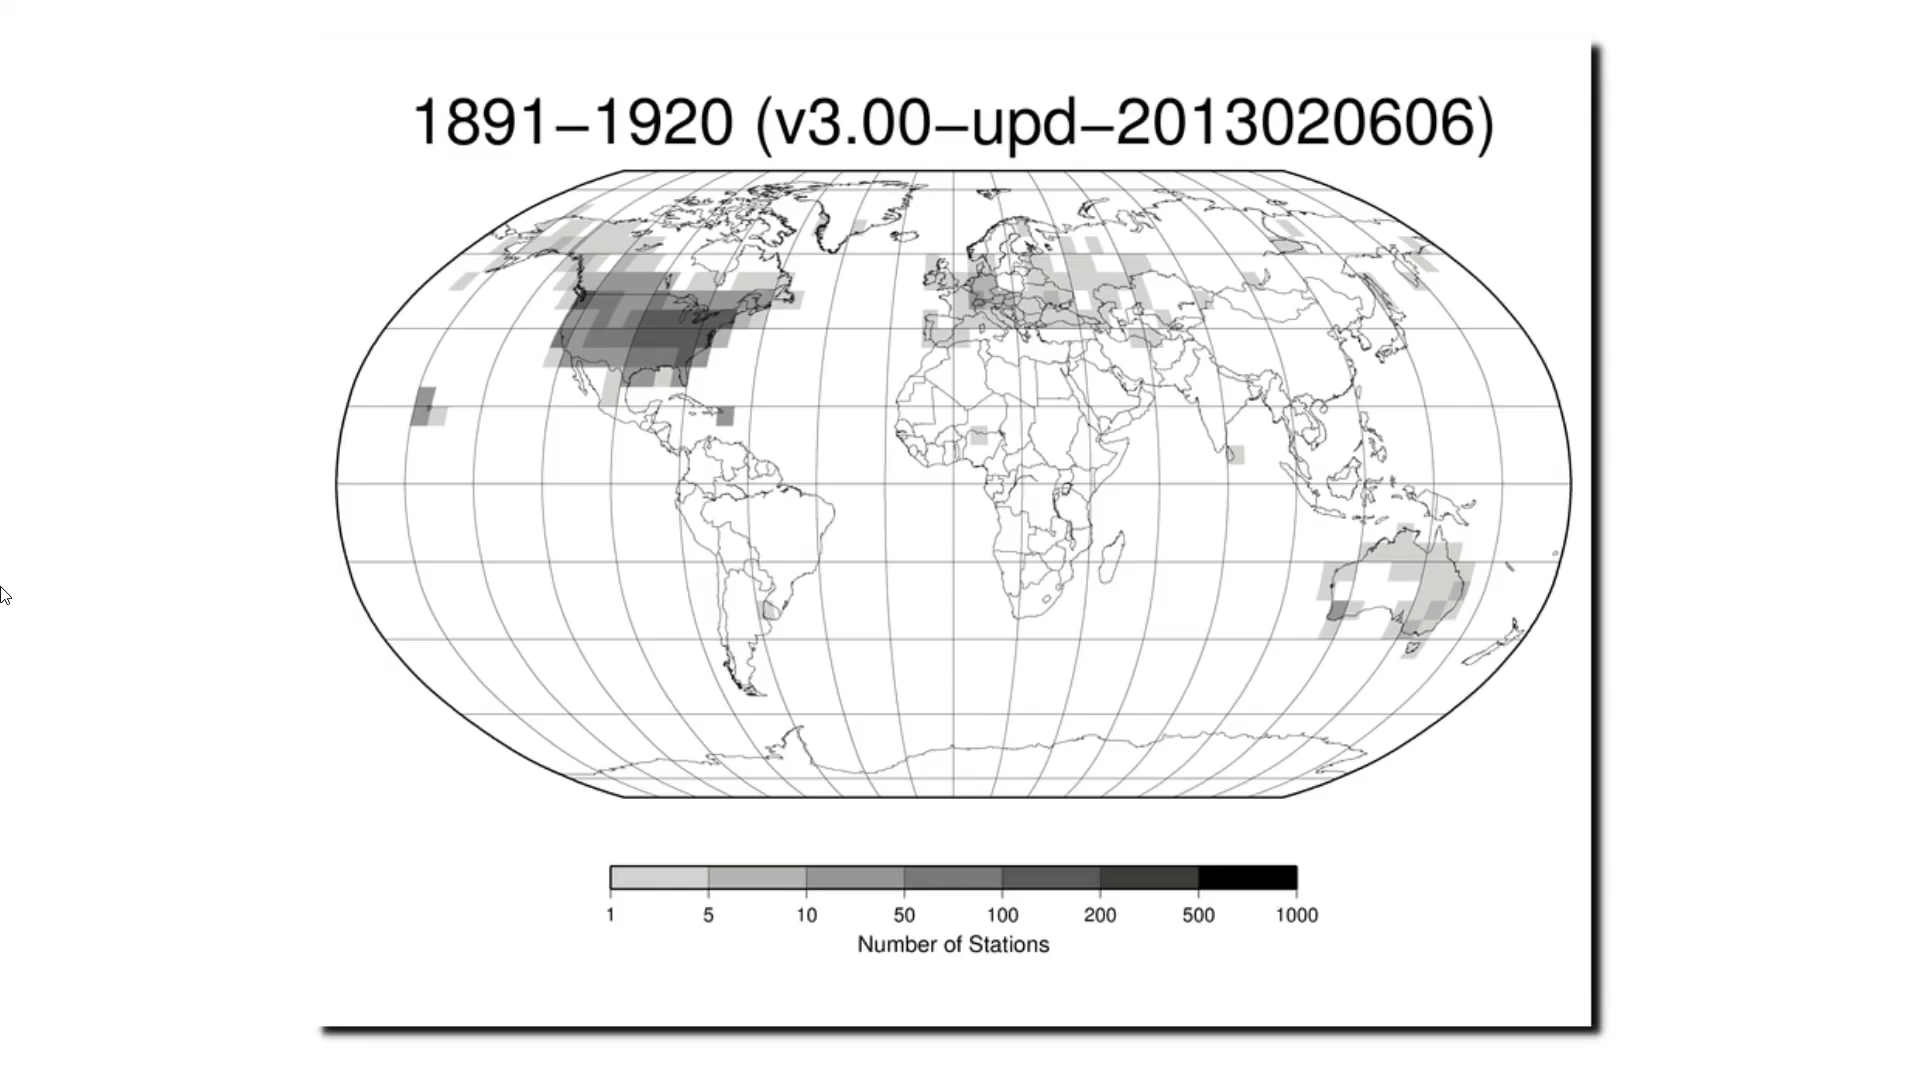 1891−1920 (v3.00−upd−2013020606)
1 5 10 50 100 200 500 1000
Number of Stations